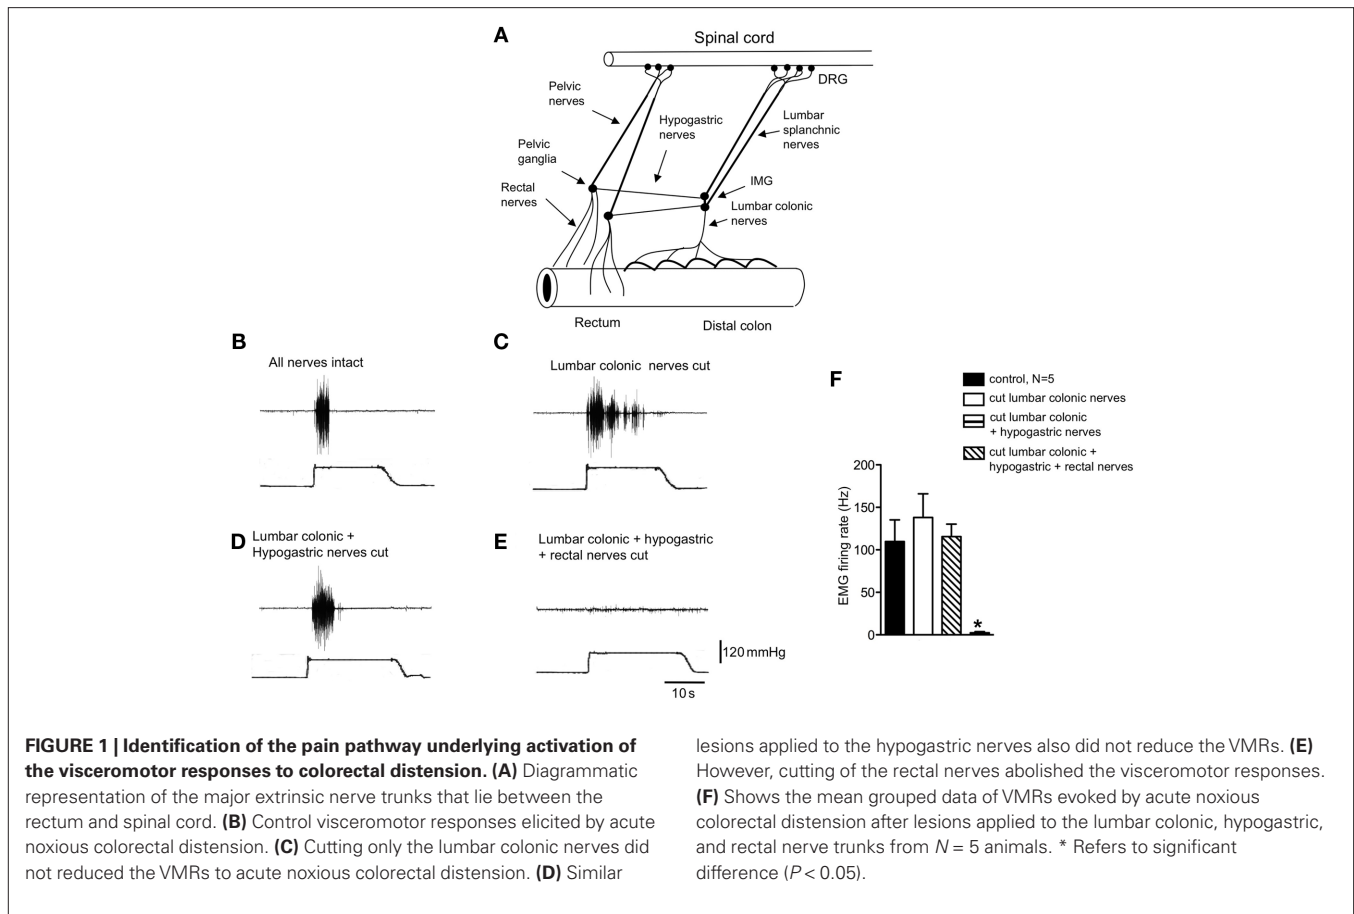 A
Spinal cord
DRG
Pelvic
nerves
Hypogastric
nerves
Lumbar
splanchnic
nerves
Pelvic
ganglia
IMG
Rectal
nerves
Lumbar colonic
nerves
Rectum
Distal colon
B
All nerves intact
C
Lumbar colonic nerves cut
D
Lumbar colonic +
Hypogastric nerves cut
E
Lumbar colonic + hypogastric
+ rectal nerves cut
120 mmHg
10 s
F
control, N=5
cut lumbar colonic nerves
cut lumbar colonic
+ hypogastric nerves
cut lumbar colonic +
hypogastric + rectal nerves
EMG firing rate (Hz)
200
150
100
50
0
*
FIGURE 1 | Identification of the pain pathway underlying activation of
the visceromotor responses to colorectal distension. (A) Diagrammatic
representation of the major extrinsic nerve trunks that lie between the
rectum and spinal cord. (B) Control visceromotor responses elicited by acute
noxious colorectal distension. (C) Cutting only the lumbar colonic nerves did
not reduced the VMRs to acute noxious colorectal distension. (D) Similar
lesions applied to the hypogastric nerves also did not reduce the VMRs. (E)
However, cutting of the rectal nerves abolished the visceromotor responses.
(F) Shows the mean grouped data of VMRs evoked by acute noxious
colorectal distension after lesions applied to the lumbar colonic, hypogastric,
and rectal nerve trunks from N = 5 animals. * Refers to significant
difference (P < 0.05).